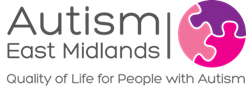 Autism
East Midlands
Quality of Life for People with Autism